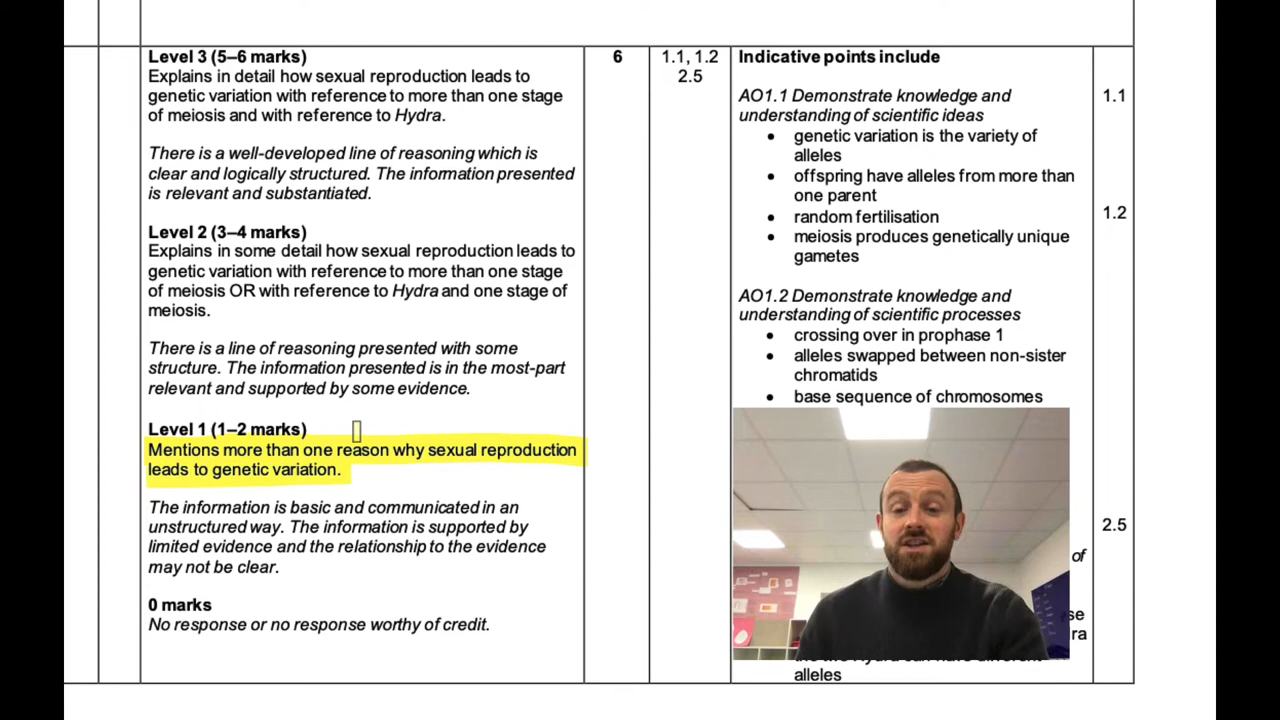 Level 3 (5–6 marks)
Explains in detail how sexual reproduction leads to
genetic variation with reference to more than one stage
of meiosis and with reference to Hydra.
There is a well-developed line of reasoning which is
clear and logically structured. The information presented
is relevant and substantiated.
Level 2 (3–4 marks)
Explains in some detail how sexual reproduction leads to
genetic variation with reference to more than one stage
of meiosis OR with reference to Hydra and one stage of
meiosis.
There is a line of reasoning presented with some
structure. The information presented is in the most-part
relevant and supported by some evidence.
Level 1 (1–2 marks)
Mentions more than one reason why sexual reproduction
leads to genetic variation.
The information is basic and communicated in an
unstructured way. The information is supported by
limited evidence and the relationship to the evidence
may not be clear.
0 marks
No response or no response worthy of credit.
6
1.1, 1.2
2.5
Indicative points include
AO1.1 Demonstrate knowledge and
understanding of scientific ideas
• genetic variation is the variety of
alleles
• offspring have alleles from more than
one parent
• random fertilisation
• meiosis produces genetically unique
gametes
AO1.2 Demonstrate knowledge and
understanding of scientific processes
• crossing over in prophase 1
• alleles swapped between non-sister
chromatids
• base sequence of chromosomes
of
alleles
1.1
1.2
2.5